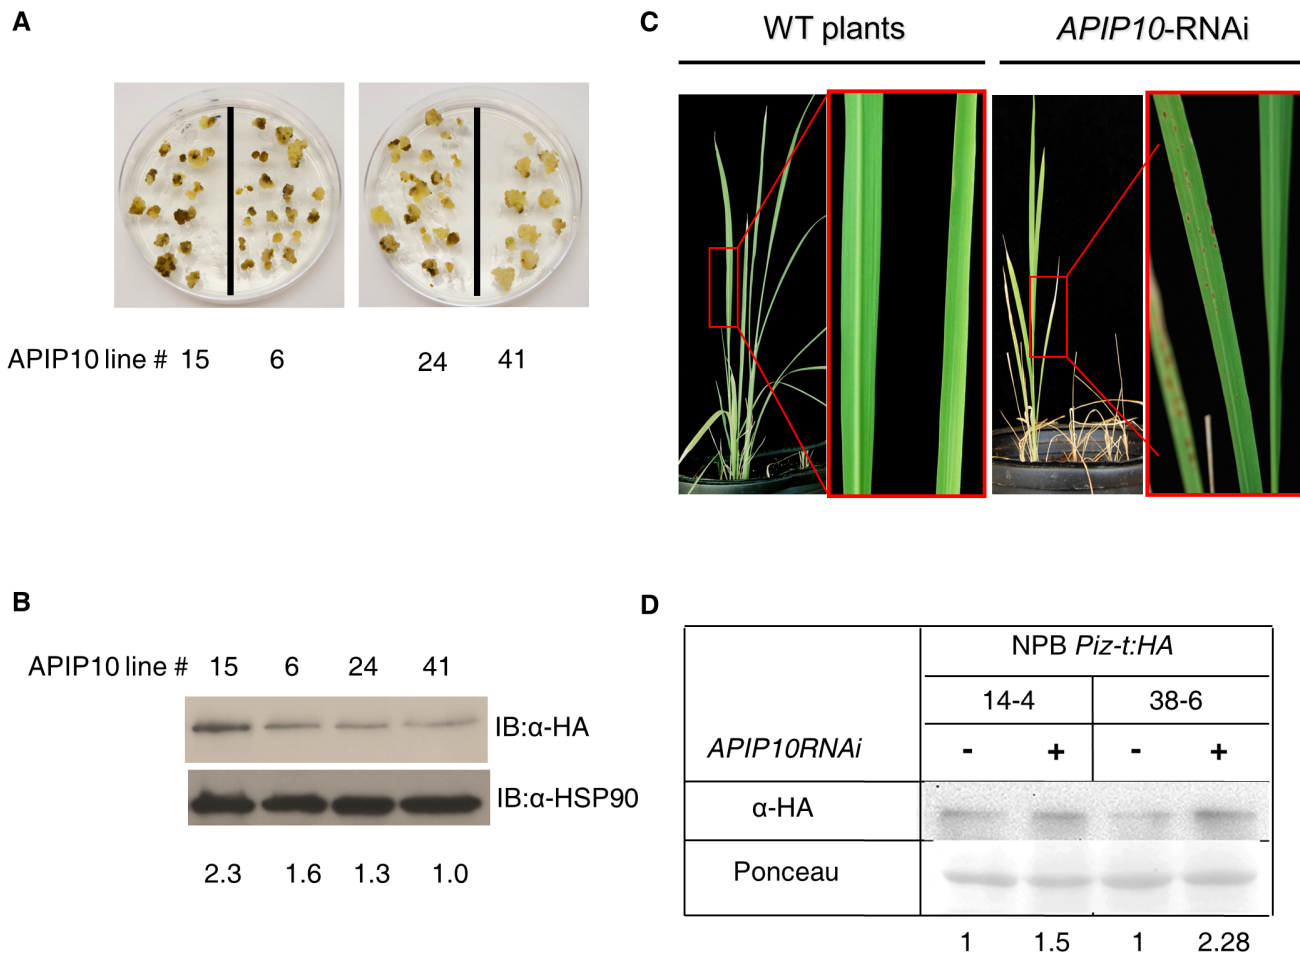 A
APIP10 line # 15 6 24 41
B
APIP10 line # 15 6 24 41
IB:α-HA
IB:α-HSP90
2.3 1.6 1.3 1.0
C
WT plants APIP10-RNAi
D
NPB Piz-t:HA
14-4 38-6
APIP10RNAi - + - +
α-HA
Ponceau
1 1.5 1 2.28